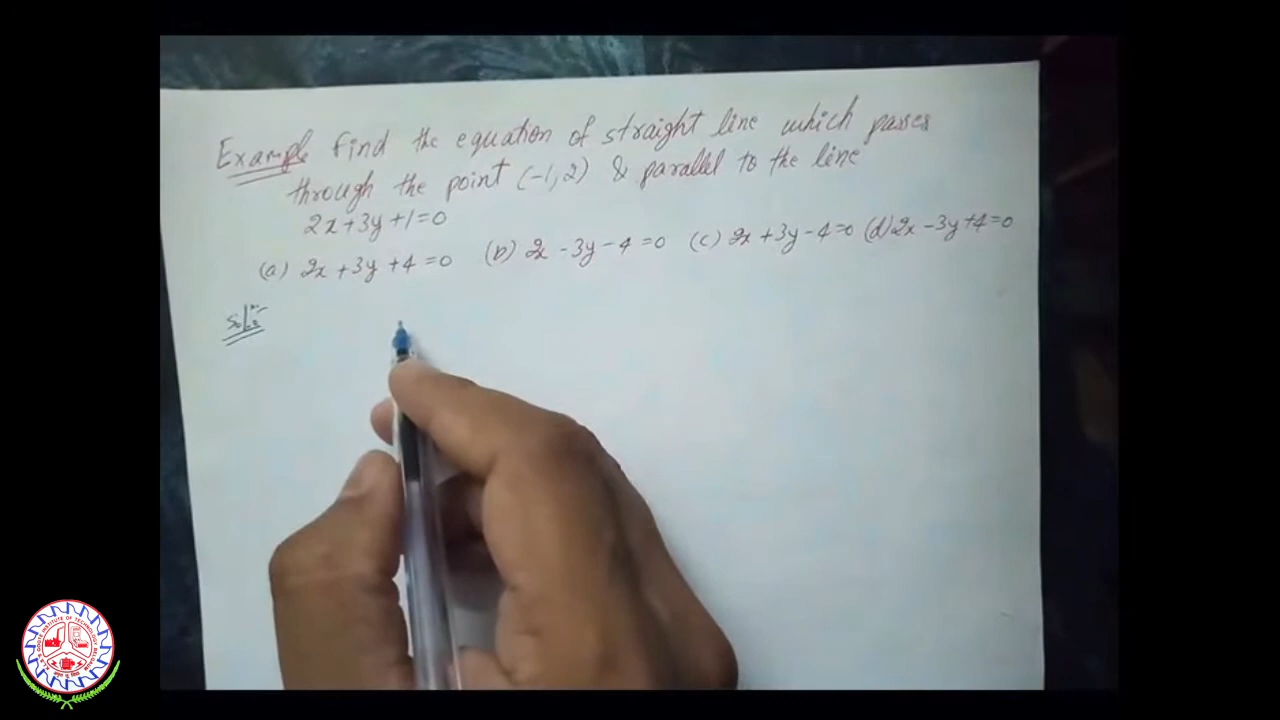 Example Find the equation of straight line which passes
through the point (-1,2) & parallel to the line
2x+3y+1=0
(a) 2x+3y+4=0 (b) 2x-3y-4=0 (c) 2x+3y-4=0 (d) 2x-3y+4=0